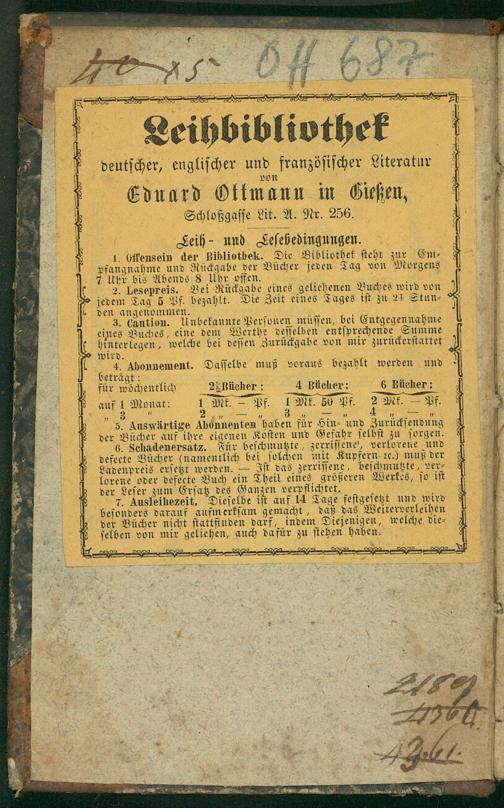 40 x5 Off 687
Leihbibliothek
deutscher, englischer und französischer Literatur
von
Eduard Ottmann in Gießen,
Schloßgasse Lit. A. Nr. 256.
Leih- und Lesebedingungen.
1. Offensein der Bibliothek. Die Bibliothek steht zur Em-
pfangnahme und Rückgabe der Bücher jeden Tag von Morgens
7 Uhr bis Abends 8 Uhr offen.
2. Lesepreis. Bei Rückgabe eines geliehenen Buches wird von
jedem Tag 5 Pf. bezahlt. Die Zeit eines Tages ist zu 24 Stun-
den angenommen.
3. Caution. Unbekannte Personen müssen, bei Entgegennahme
eines Buches, eine dem Werthe desselben entsprechende Summe
hinterlegen, welche bei dessen Zurückgabe von mir zurückerstattet
wird.
4. Abonnement. Dasselbe muß voraus bezahlt werden und
beträgt:
für wöchentlich 2 Bücher: 4 Bücher: 6 Bücher:
auf 1 Monat: 1 Mk. — Pf. 1 Mk. 50 Pf. 2 Mk. — Pf.
„ 3 „ 2 „ — „ 3 „ — „ 4 „ — „
5. Auswärtige Abonnenten haben für Hin- und Zurücksendung
der Bücher auf ihre eigenen Kosten und Gefahr selbst zu sorgen.
6. Schadenersatz. Für beschmutzte, zerrissene, verlorene und
defecte Bücher (namentlich bei solchen mit Kupfern ꝛc.) muß der
Ladenpreis ersetzt werden. — Ist das zerrissene, beschmutzte, ver-
lorene oder defecte Buch ein Theil eines größeren Werkes, so ist
der Leser zum Ersatz des Ganzen verpflichtet.
7. Ausleihezeit. Dieselbe ist auf 14 Tage festgesetzt und wird
besonders darauf aufmerksam gemacht, daß das Weiterverleihen
der Bücher nicht stattfinden darf, indem Diejenigen, welche die-
selben von mir geliehen, auch dafür zu stehen haben.